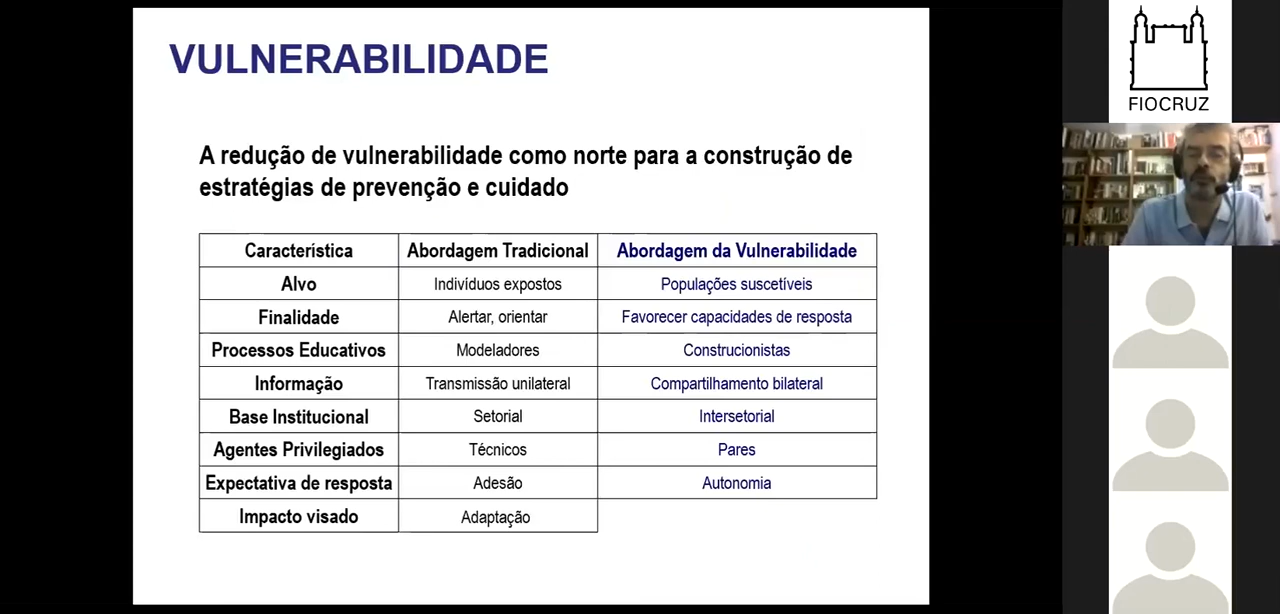 VULNERABILIDADE
A redução de vulnerabilidade como norte para a construção de
estratégias de prevenção e cuidado
Característica Abordagem Tradicional Abordagem da Vulnerabilidade
Alvo Indivíduos expostos Populações suscetíveis
Finalidade Alertar, orientar Favorecer capacidades de resposta
Processos Educativos Modeladores Construcionistas
Informação Transmissão unilateral Compartilhamento bilateral
Base Institucional Setorial Intersetorial
Agentes Privilegiados Técnicos Pares
Expectativa de resposta Adesão Autonomia
Impacto visado Adaptação
FIOCRUZ